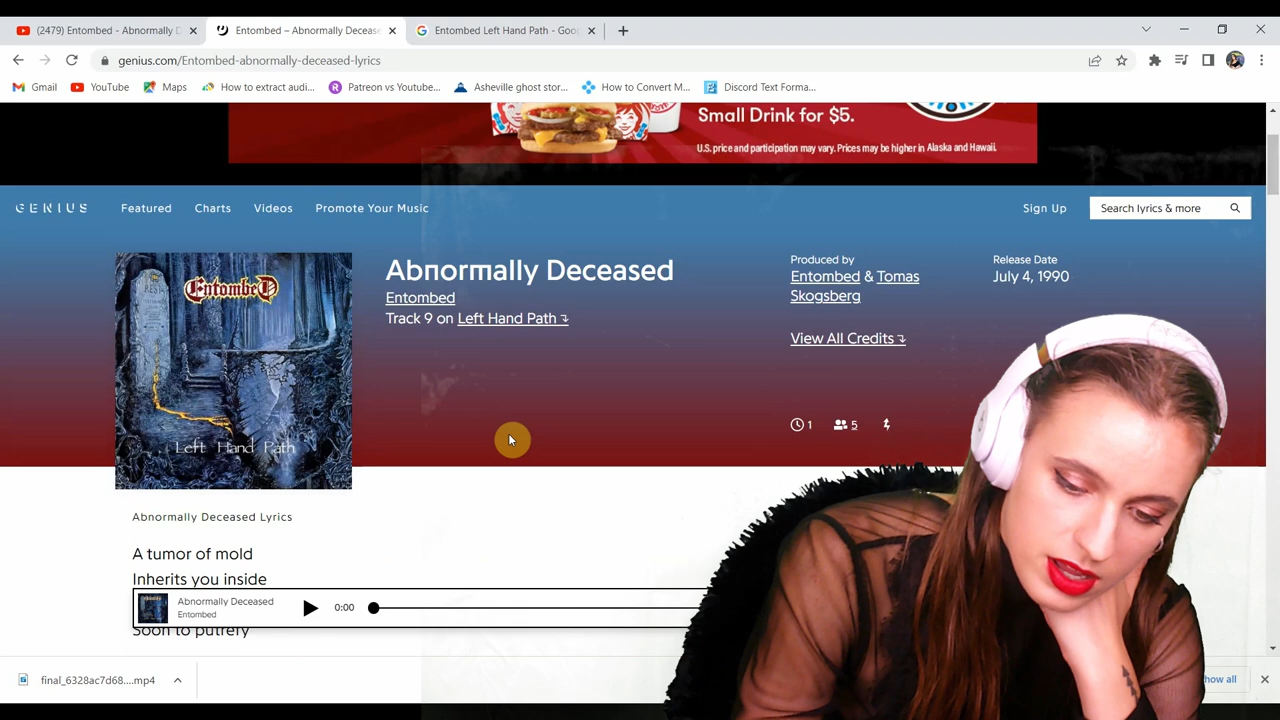 (2479) Entombed - Abnormally D
Entombed – Abnormally Decease
Entombed Left Hand Path - Goo
genius.com/Entombed-abnormally-deceased-lyrics
Gmail
YouTube
Maps
How to extract audi...
Patreon vs Youtube...
Asheville ghost stor...
How to Convert M...
Discord Text Forma...
Small Drink for $5.
U.S. price and participation may vary. Prices may be higher in Alaska and Hawaii.
GENIUS
Featured
Charts
Videos
Promote Your Music
Sign Up
Search lyrics & more
Entombed
Left Hand Path
Abnormally Deceased
Entombed
Track 9 on Left Hand Path
Produced by
Entombed & Tomas
Skogsberg
View All Credits
Release Date
July 4, 1990
1
5
Abnormally Deceased Lyrics
A tumor of mold
Inherits you inside
Abnormally Deceased
Entombed
0:00
Soon to putrefy
final_6328ac7d68....mp4
how all